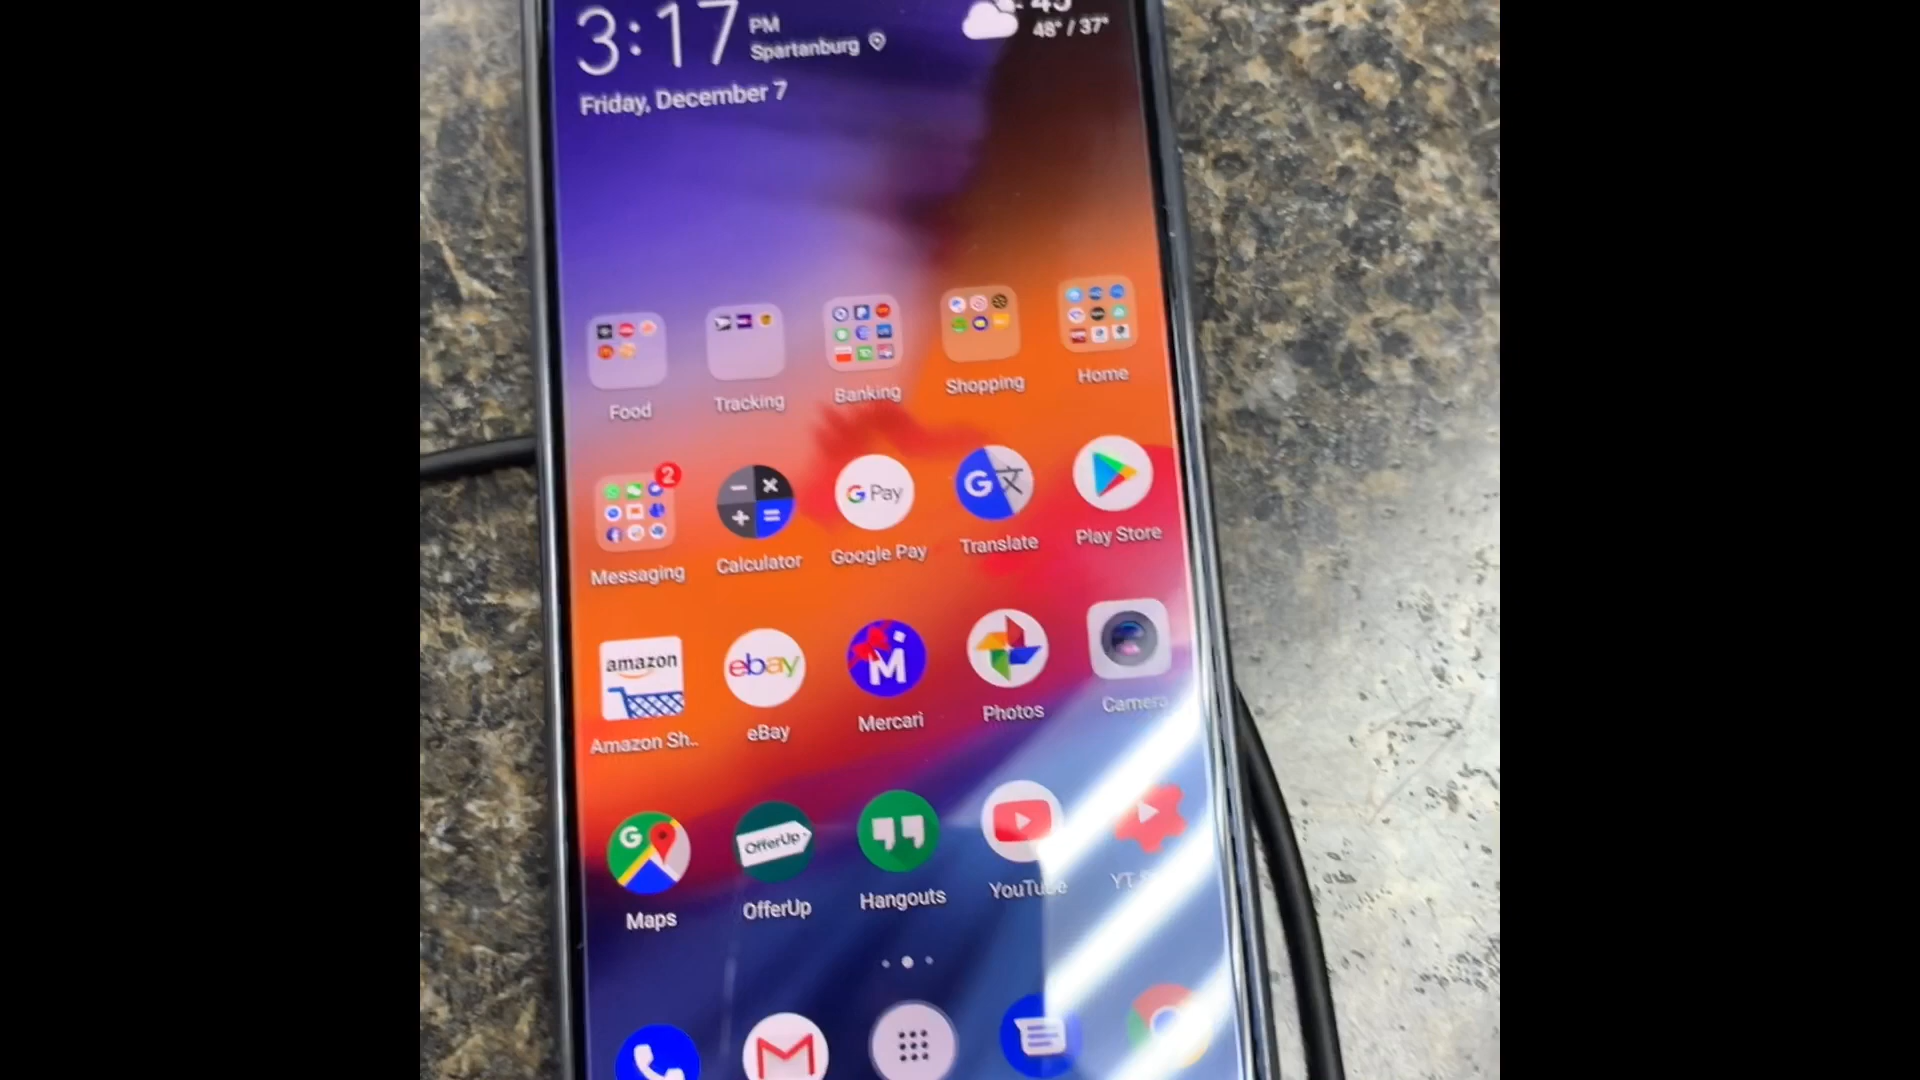 3:17 PM
Spartanburg
48° / 37°
Friday, December 7
Food
Tracking
Banking
Shopping
Home
2
Messaging
Calculator
G Pay
Google Pay
Translate
Play Store
amazon
Amazon Sh..
ebay
eBay
M
Mercari
Photos
Camera
Maps
OfferUp
OfferUp
Hangouts
YouTube